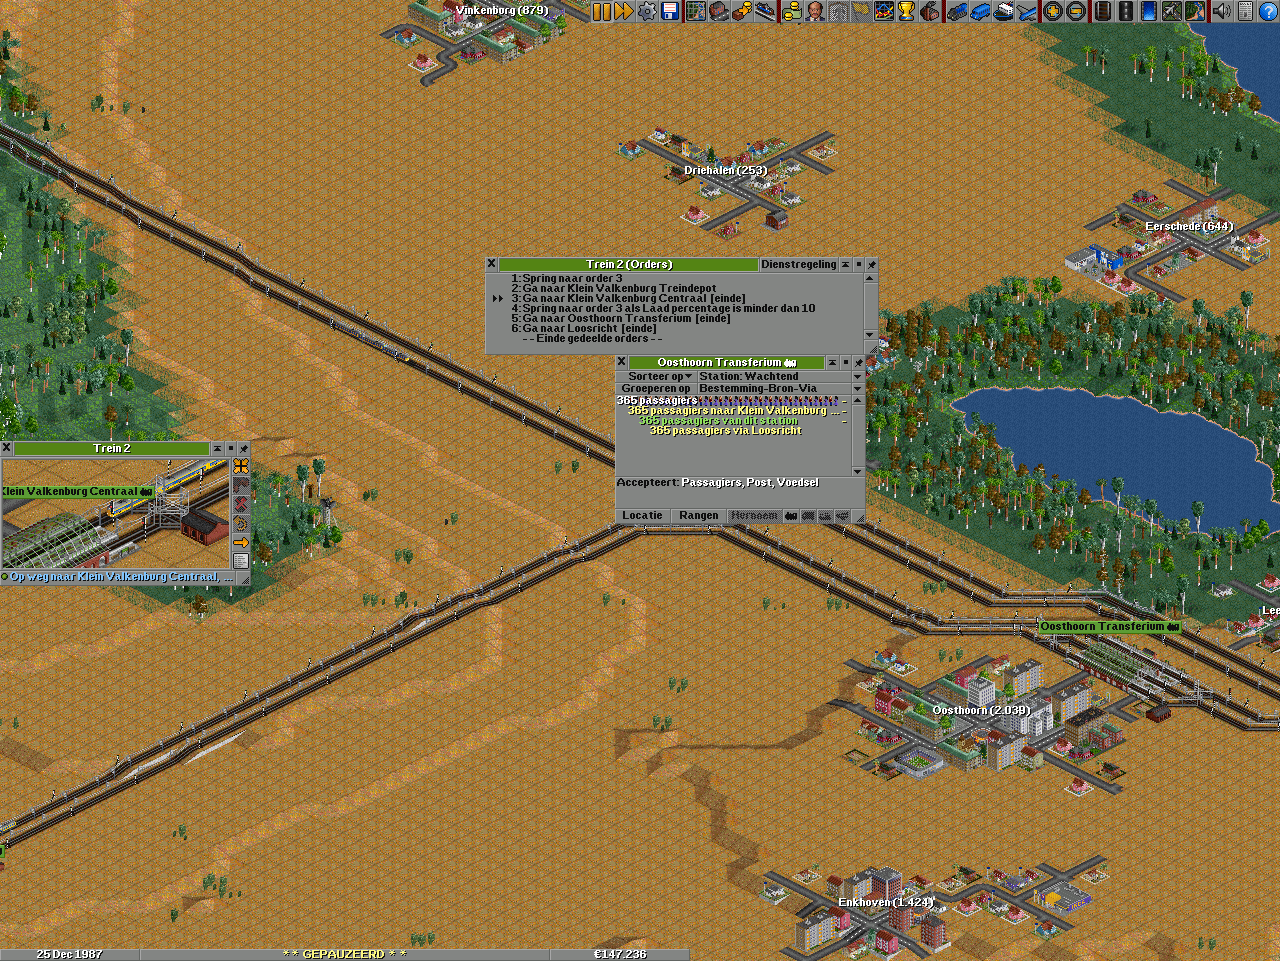 Vinkenborg (879)
Driehalen (253)
Eerschede (644)
Trein 2 (Orders)
Dienstregeling
1: Spring naar order 3
2: Ga naar Klein Valkenburg Treindepot
3: Ga naar Klein Valkenburg Centraal [einde]
4: Spring naar order 3 als Laad percentage is minder dan 10
5: Ga naar Oosthoorn Transferium [einde]
6: Ga naar Loosricht [einde]
- - Einde gedeelde orders - -
Oosthoorn Transferium
Sorteer op
Station: Wachtend
Groeperen op
Bestemming-Bron-Via
365 passagiers
365 passagiers naar Klein Valkenburg ...
365 passagiers van dit station
365 passagiers via Loosricht
Accepteert: Passagiers, Post, Voedsel
Locatie
Rangen
Hernoem
Trein 2
Klein Valkenburg Centraal
Op weg naar Klein Valkenburg Centraal, ...
Lee
Oosthoorn Transferium
Oosthoorn (2.039)
Enkhoven (1.424)
25 Dec 1987
* * GEPAUZEERD * *
€147.236